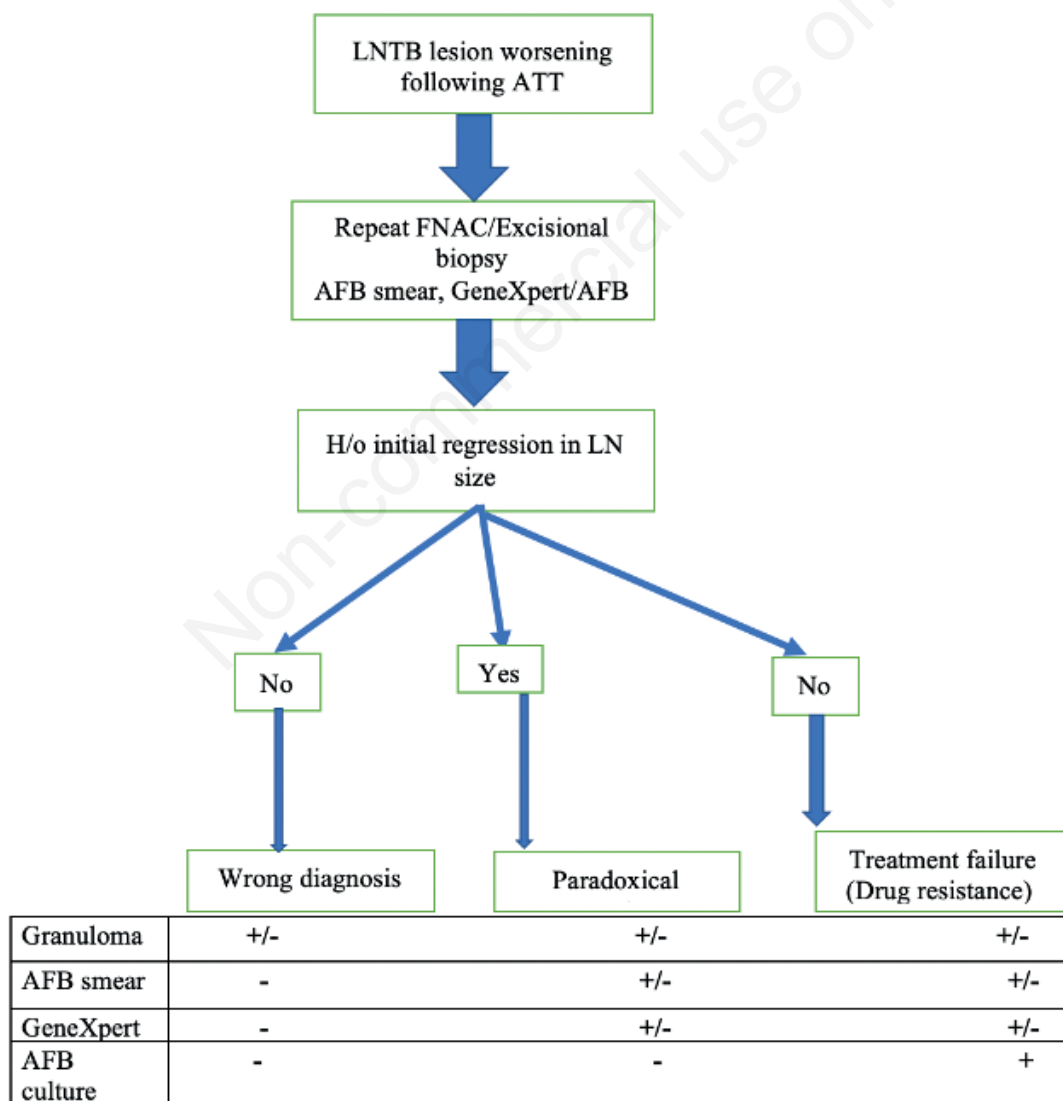 LNTB lesion worsening
following ATT
Repeat FNAC/Excisional
biopsy
AFB smear, GeneXpert/AFB
H/o initial regression in LN
size
No
Yes
No
Wrong diagnosis
Paradoxical
Treatment failure
(Drug resistance)
Granuloma +/- +/- +/-
AFB smear - +/- +/-
GeneXpert - +/- +/-
AFB - - +
culture
Non-commercial use on